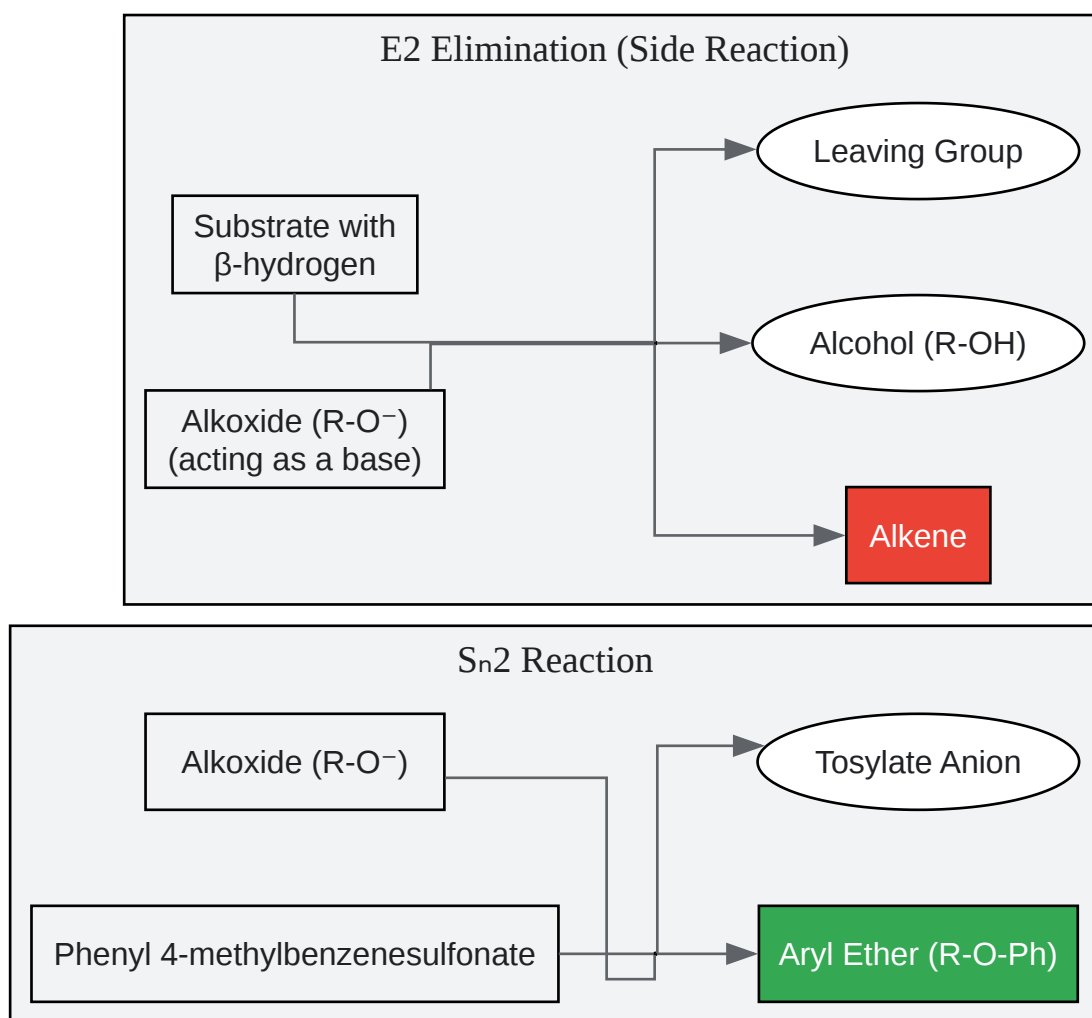 E2 Elimination (Side Reaction)
Leaving Group
Substrate with
β-hydrogen
Alcohol (R-OH)
Alkoxide (R-O⁻)
(acting as a base)
Alkene
Sₙ2 Reaction
Alkoxide (R-O⁻)
Tosylate Anion
Phenyl 4-methylbenzenesulfonate
Aryl Ether (R-O-Ph)